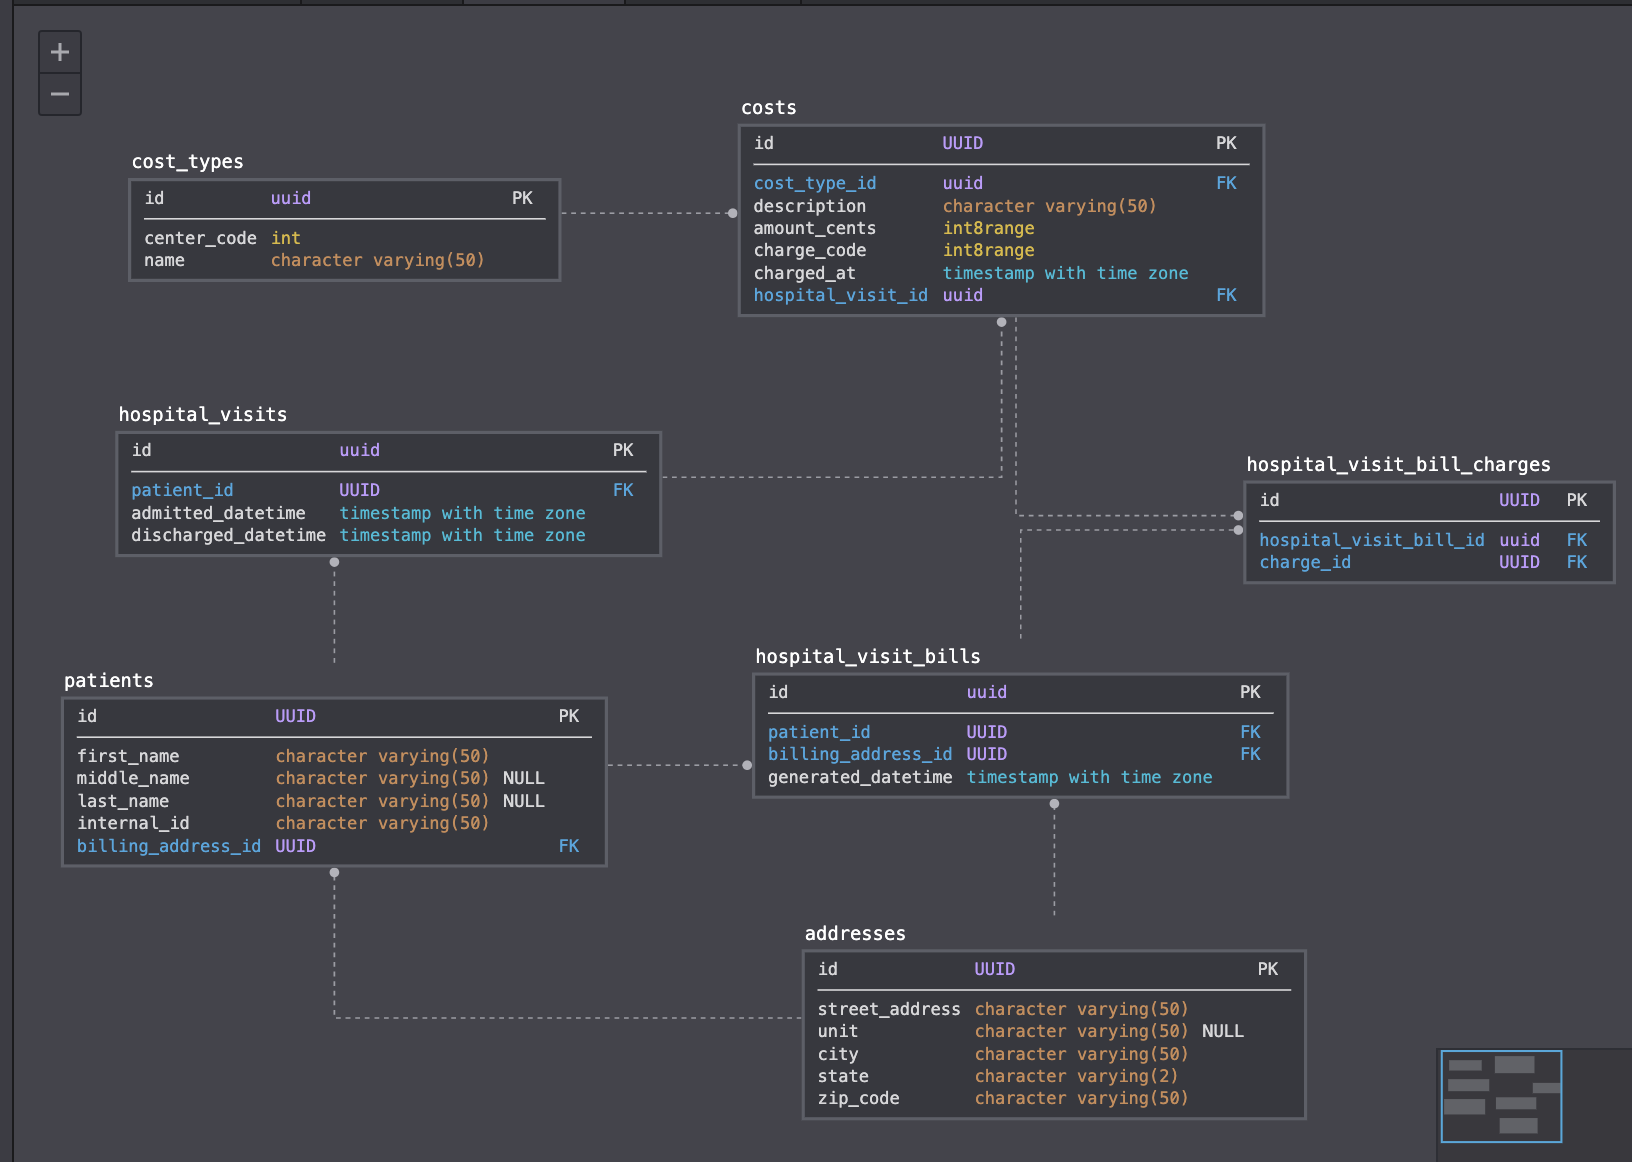 +
−
costs
id UUID PK
cost_type_id uuid FK
description character varying(50)
amount_cents int8range
charge_code int8range
charged_at timestamp with time zone
hospital_visit_id uuid FK
cost_types
id uuid PK
center_code int
name character varying(50)
hospital_visits
id uuid PK
patient_id UUID FK
admitted_datetime timestamp with time zone
discharged_datetime timestamp with time zone
hospital_visit_bill_charges
id UUID PK
hospital_visit_bill_id uuid FK
charge_id UUID FK
patients
id UUID PK
first_name character varying(50)
middle_name character varying(50) NULL
last_name character varying(50) NULL
internal_id character varying(50)
billing_address_id UUID FK
hospital_visit_bills
id uuid PK
patient_id UUID FK
billing_address_id UUID FK
generated_datetime timestamp with time zone
addresses
id UUID PK
street_address character varying(50)
unit character varying(50) NULL
city character varying(50)
state character varying(2)
zip_code character varying(50)